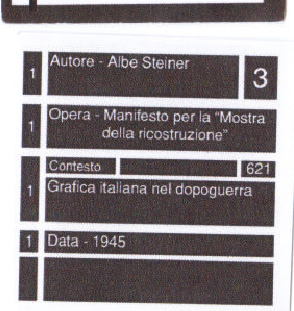 1 Autore - Albe Steiner 3
1 Opera - Manifesto per la "Mostra
della ricostruzione"
Contesto 621
1 Grafica italiana nel dopoguerra
1 Data - 1945